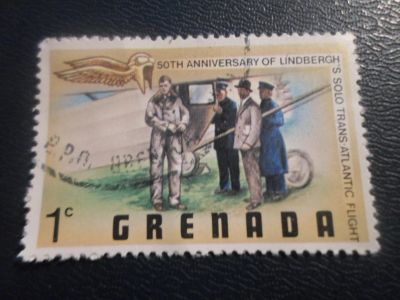 50TH ANNIVERSARY OF LINDBERGH'S SOLO TRANS-ATLANTIC FLIGHT
1c GRENADA